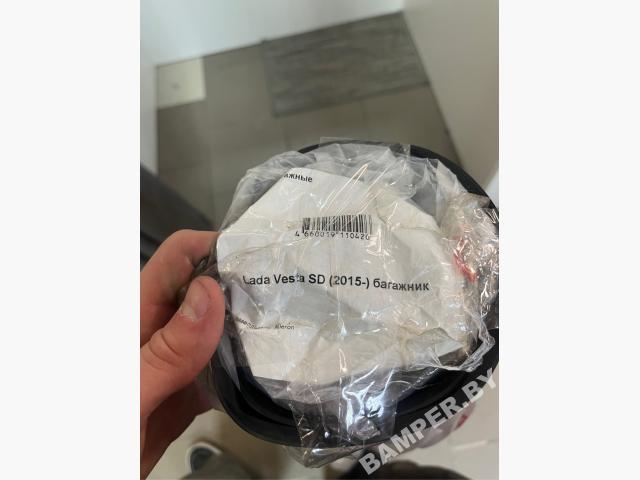 ажные
4 660019 110420
Lada Vesta SD (2015-) багажник
BAMPER.BY